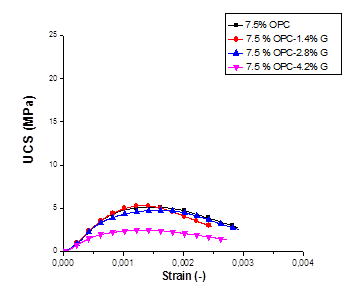 7.5% OPC
7.5 % OPC-1.4% G
7.5 % OPC-2.8% G
7.5 % OPC-4.2% G
25
20
15
10
5
0
UCS (MPa)
0,000
0,001
0,002
0,003
0,004
Strain (-)